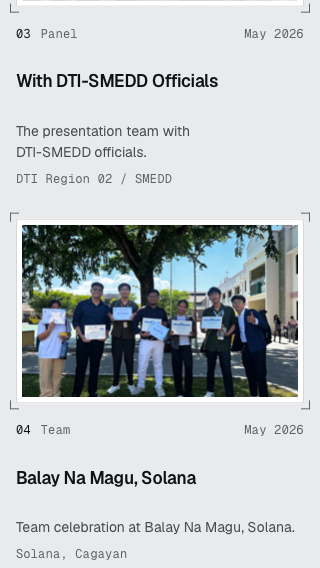 03 Panel
May 2026
With DTI-SMEDD Officials
The presentation team with
DTI-SMEDD officials.
DTI Region 02 / SMEDD
04 Team
May 2026
Balay Na Magu, Solana
Team celebration at Balay Na Magu, Solana.
Solana, Cagayan